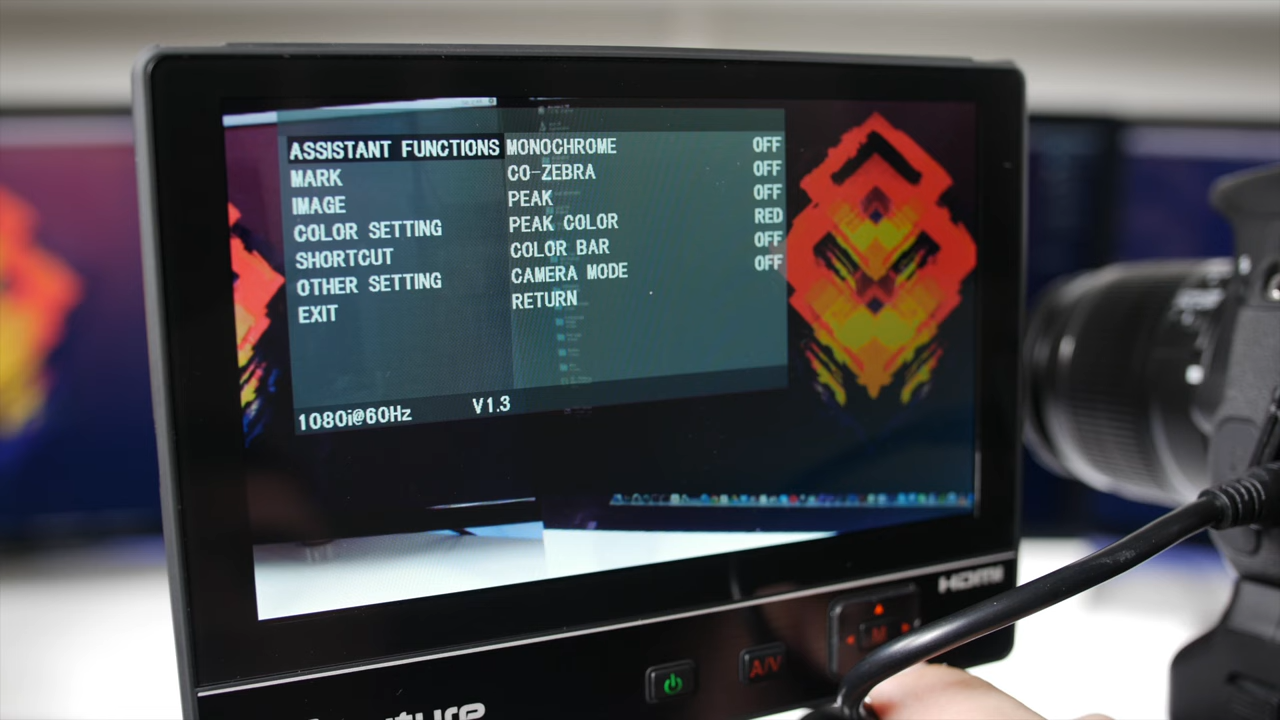 ASSISTANT FUNCTIONS
MARK
IMAGE
COLOR SETTING
SHORTCUT
OTHER SETTING
EXIT
MONOCHROME OFF
CO-ZEBRA OFF
PEAK OFF
PEAK COLOR RED
COLOR BAR OFF
CAMERA MODE OFF
RETURN
1080i@60Hz V1.3
HDMI
A/V
M